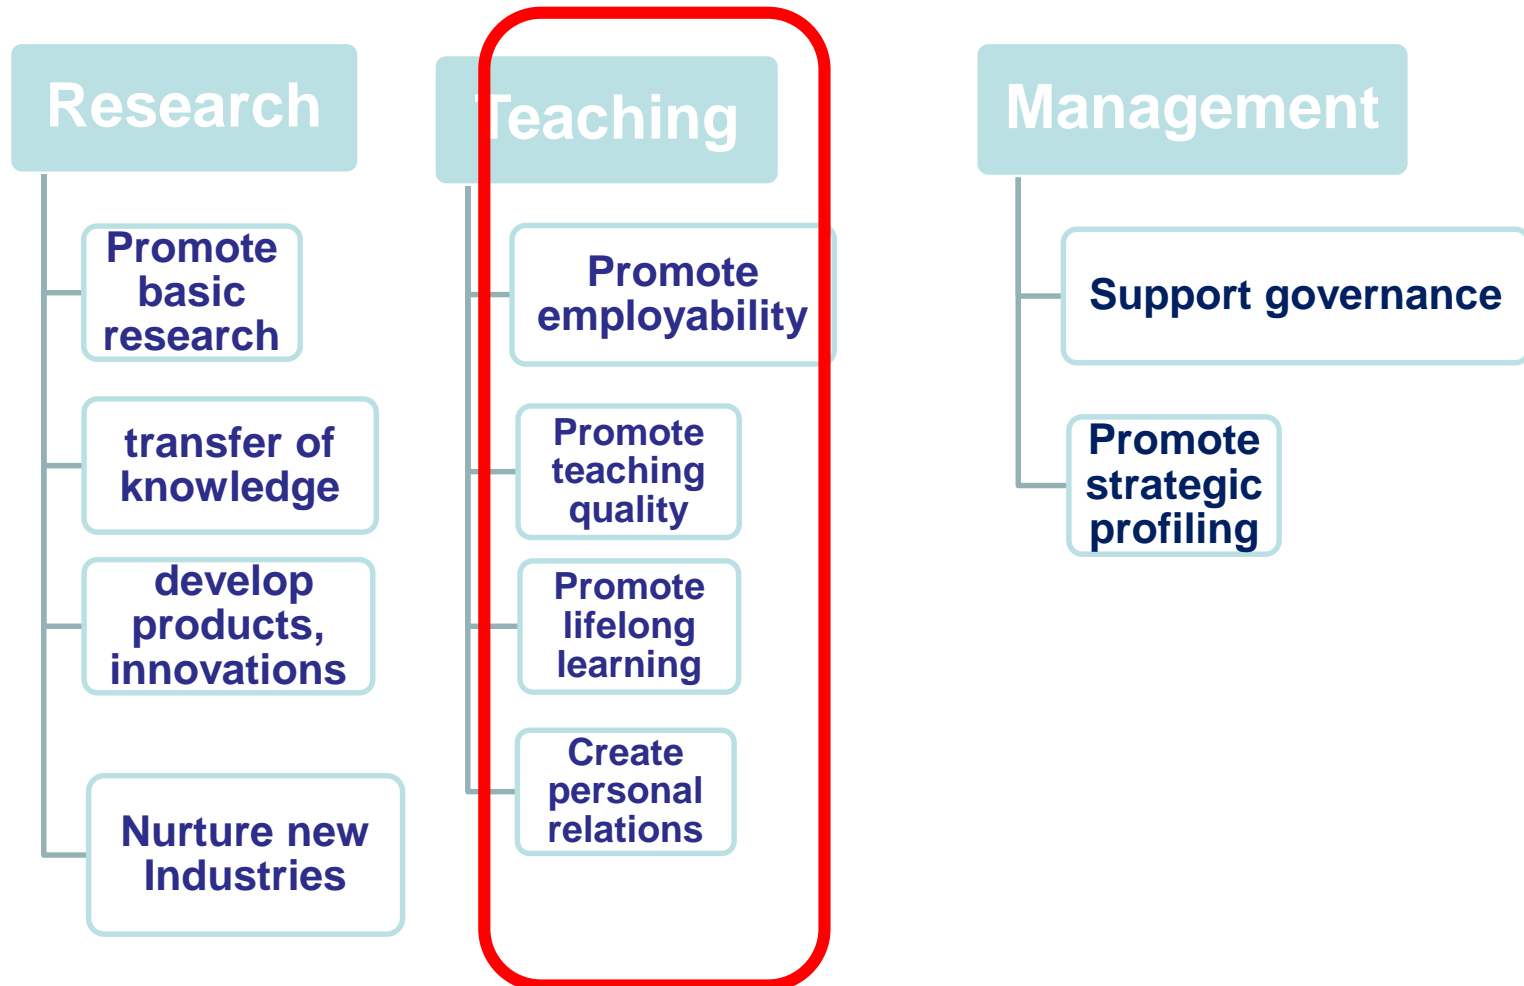 Research
Promote
basic
research
transfer of
knowledge
develop
products,
innovations
Nurture new
Industries
Teaching
Promote
employability
Promote
teaching
quality
Promote
lifelong
learning
Create
personal
relations
Management
Support governance
Promote
strategic
profiling